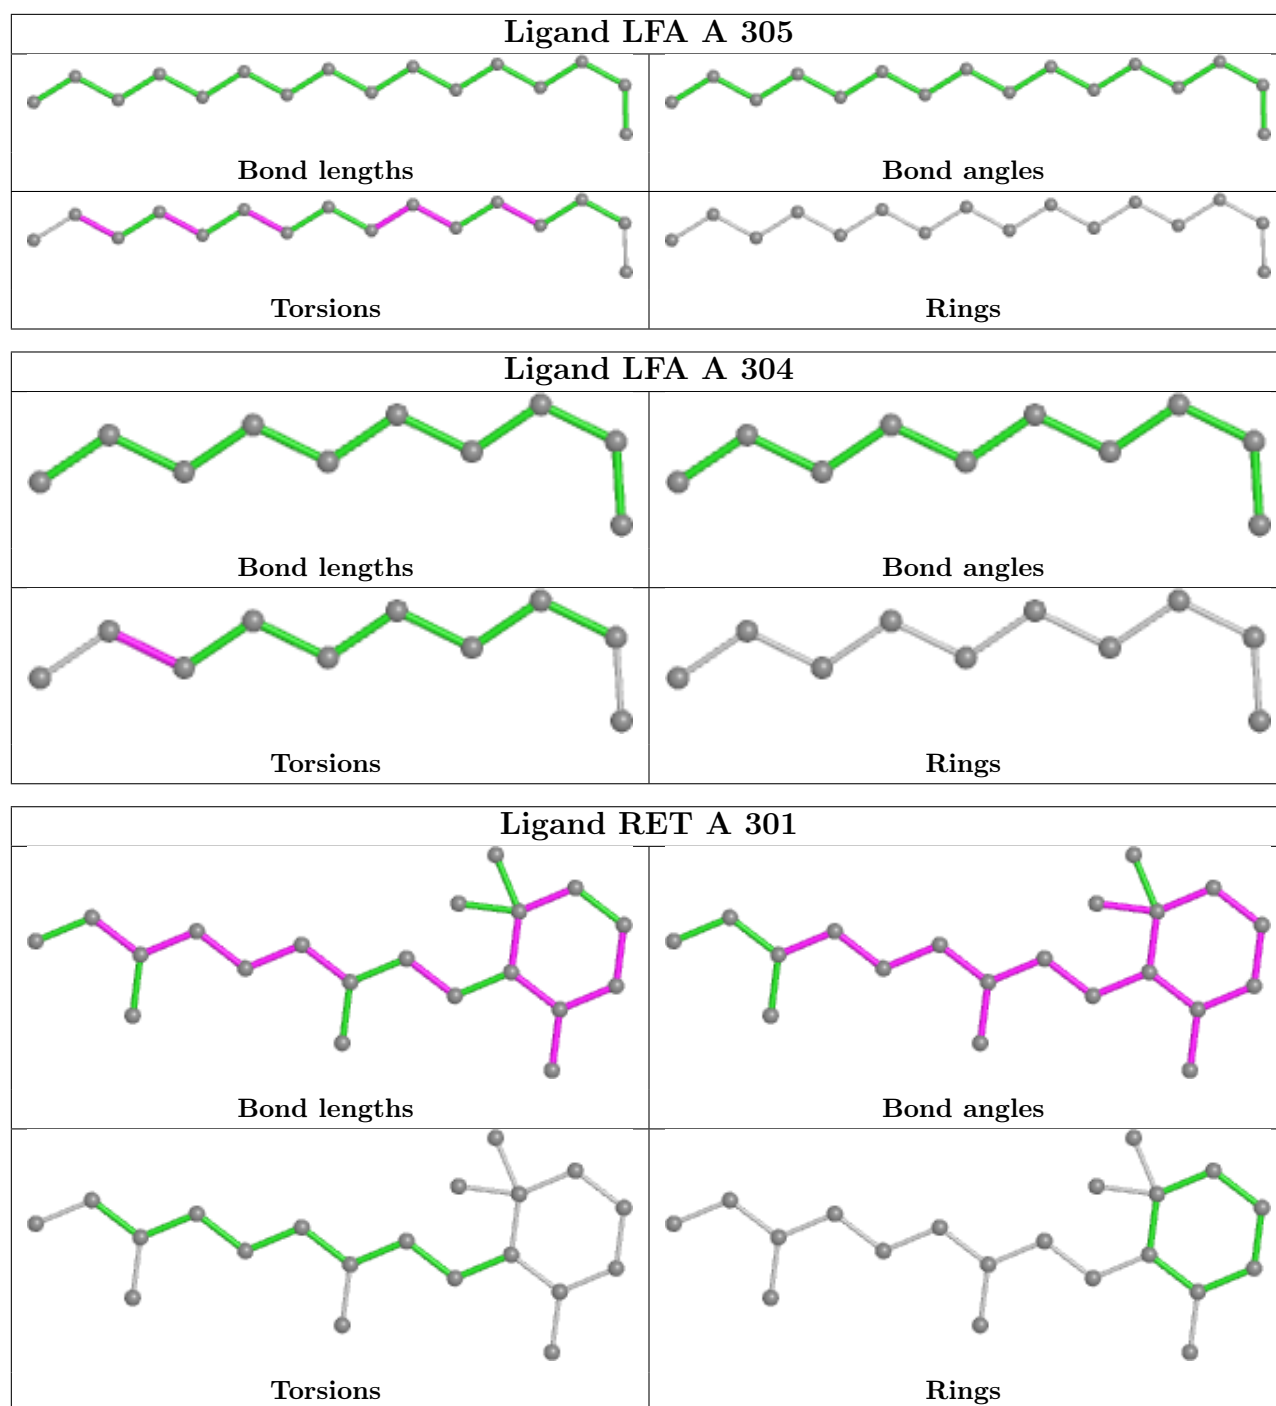 Ligand LFA A 305
Bond lengths
Bond angles
Torsions
Rings
Ligand LFA A 304
Bond lengths
Bond angles
Torsions
Rings
Ligand RET A 301
Bond lengths
Bond angles
Torsions
Rings